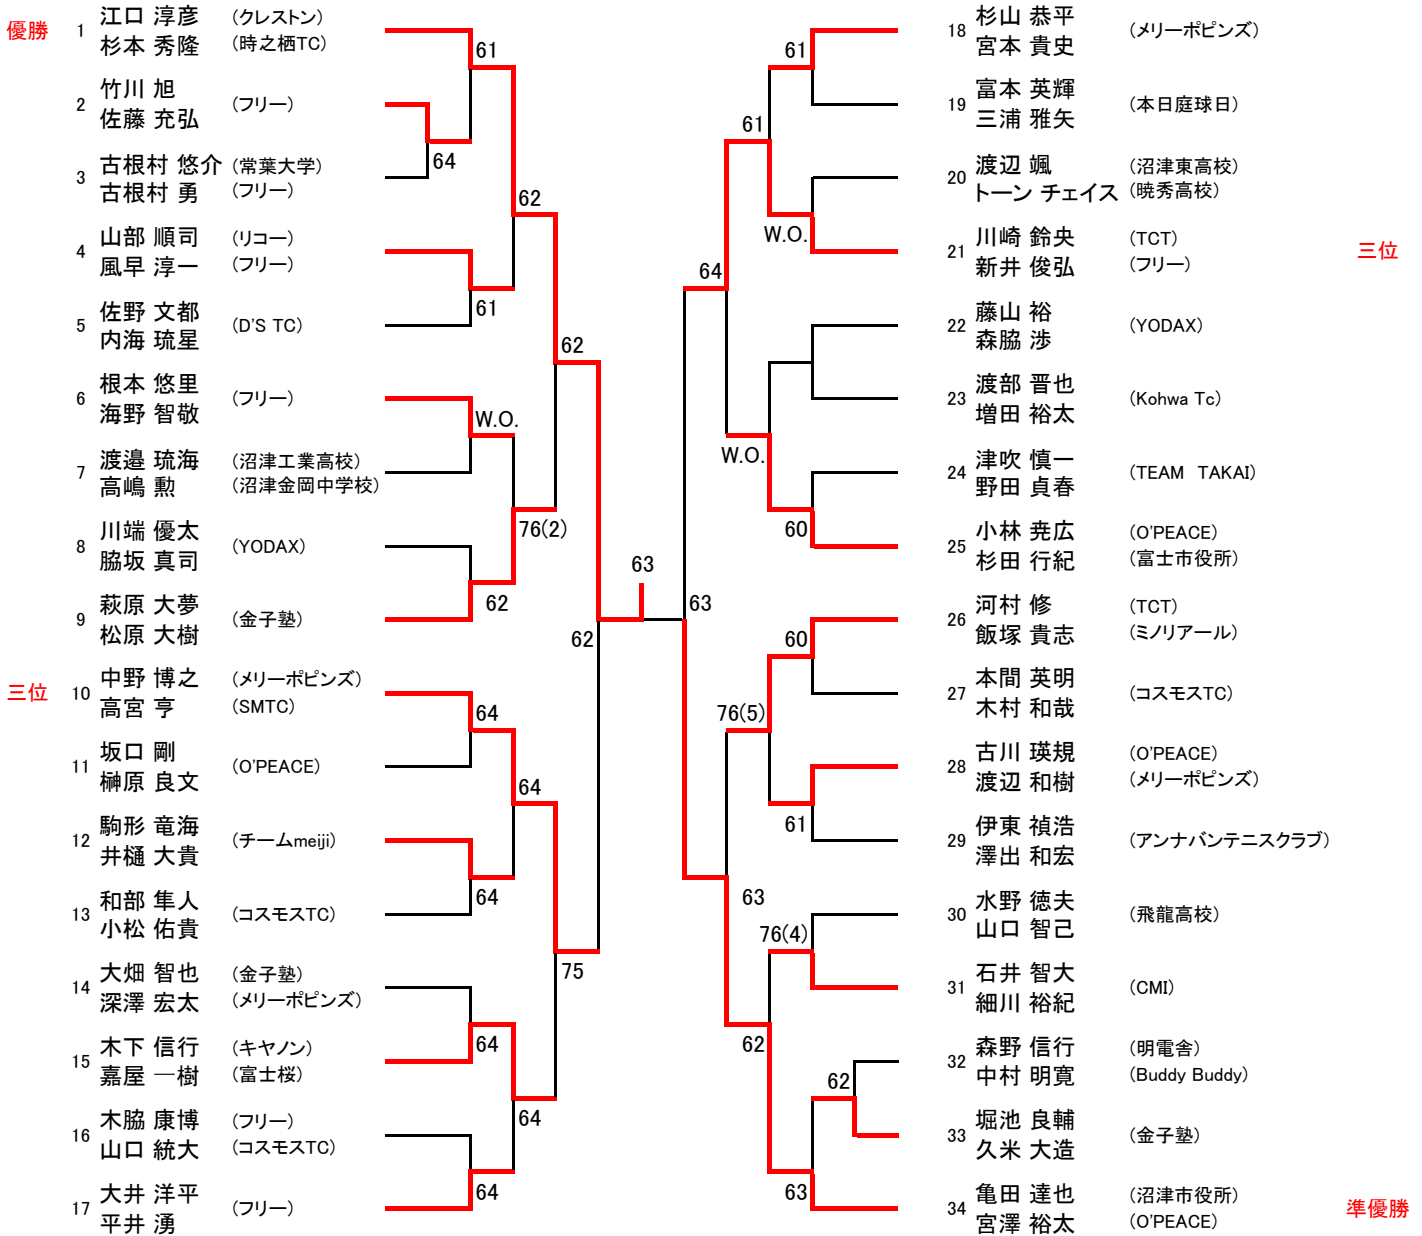 優勝 1 江口 淳彦 (クレストン)
杉本 秀隆 (時之栖TC)
61
2 竹川 旭 (フリー)
佐藤 充弘
64
3 古根村 悠介 (常葉大学)
古根村 勇 (フリー)
62
4 山部 順司 (リコー)
風早 淳一 (フリー)
61
5 佐野 文都 (D'S TC)
内海 琉星
62
6 根本 悠里 (フリー)
海野 智敬
W.O.
7 渡邉 琉海 (沼津工業高校)
高嶋 勲 (沼津金岡中学校)
76(2)
8 川端 優太 (YODAX)
脇坂 真司
62
9 萩原 大夢 (金子塾)
松原 大樹
62
三位 10 中野 博之 (メリーポピンズ)
高宮 亨 (SMTC)
64
11 坂口 剛 (O'PEACE)
榊原 良文
64
12 駒形 竜海 (チームmeiji)
井樋 大貴
64
13 和部 隼人 (コスモスTC)
小松 佑貴
75
14 大畑 智也 (金子塾)
深澤 宏太 (メリーポピンズ)
64
15 木下 信行 (キヤノン)
嘉屋 一樹 (富士桜)
64
16 木脇 康博 (フリー)
山口 統大 (コスモスTC)
64
17 大井 洋平 (フリー)
平井 湧
63
18 杉山 恭平 (メリーポピンズ)
宮本 貴史
61
19 富本 英輝 (本日庭球日)
三浦 雅矢
61
20 渡辺 颯 (沼津東高校)
トーン チェイス (暁秀高校)
W.O.
21 川崎 鈴央 (TCT) 三位
新井 俊弘 (フリー)
64
22 藤山 裕 (YODAX)
森脇 渉
23 渡部 晋也 (Kohwa Tc)
増田 裕太
W.O.
24 津吹 慎一 (TEAM TAKAI)
野田 貞春
60
25 小林 尭広 (O'PEACE)
杉田 行紀 (富士市役所)
63
26 河村 修 (TCT)
飯塚 貴志 (ミノリアール)
60
27 本間 英明 (コスモスTC)
木村 和哉
76(5)
28 古川 瑛規 (O'PEACE)
渡辺 和樹 (メリーポピンズ)
61
29 伊東 禎浩 (アンナバンテニスクラブ)
澤出 和宏
63
30 水野 徳夫 (飛龍高校)
山口 智己
76(4)
31 石井 智大 (CMI)
細川 裕紀
62
32 森野 信行 (明電舎)
中村 明寛 (Buddy Buddy)
62
33 堀池 良輔 (金子塾)
久米 大造
63
34 亀田 達也 (沼津市役所) 準優勝
宮澤 裕太 (O'PEACE)